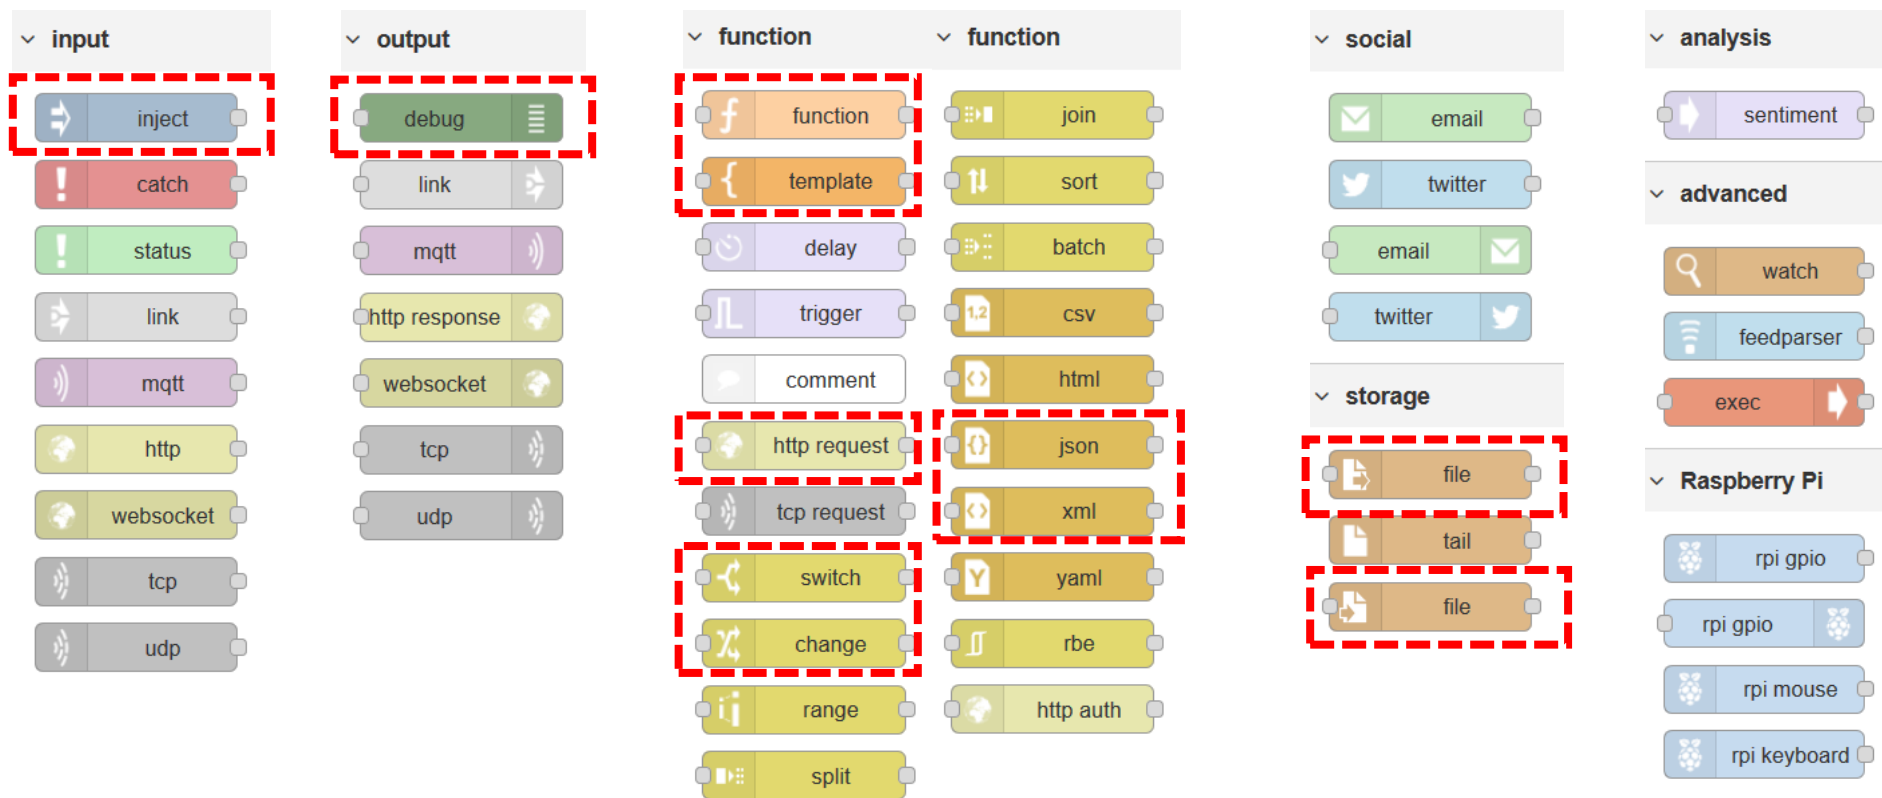 input
inject
catch
status
link
mqtt
http
websocket
tcp
udp
output
debug
link
mqtt
http response
websocket
tcp
udp
function
function
template
delay
trigger
comment
http request
tcp request
switch
change
range
split
function
join
sort
batch
1,2 csv
html
json
xml
Y yaml
rbe
http auth
social
email
twitter
email
twitter
storage
file
tail
file
analysis
sentiment
advanced
watch
feedparser
exec
Raspberry Pi
rpi gpio
rpi gpio
rpi mouse
rpi keyboard